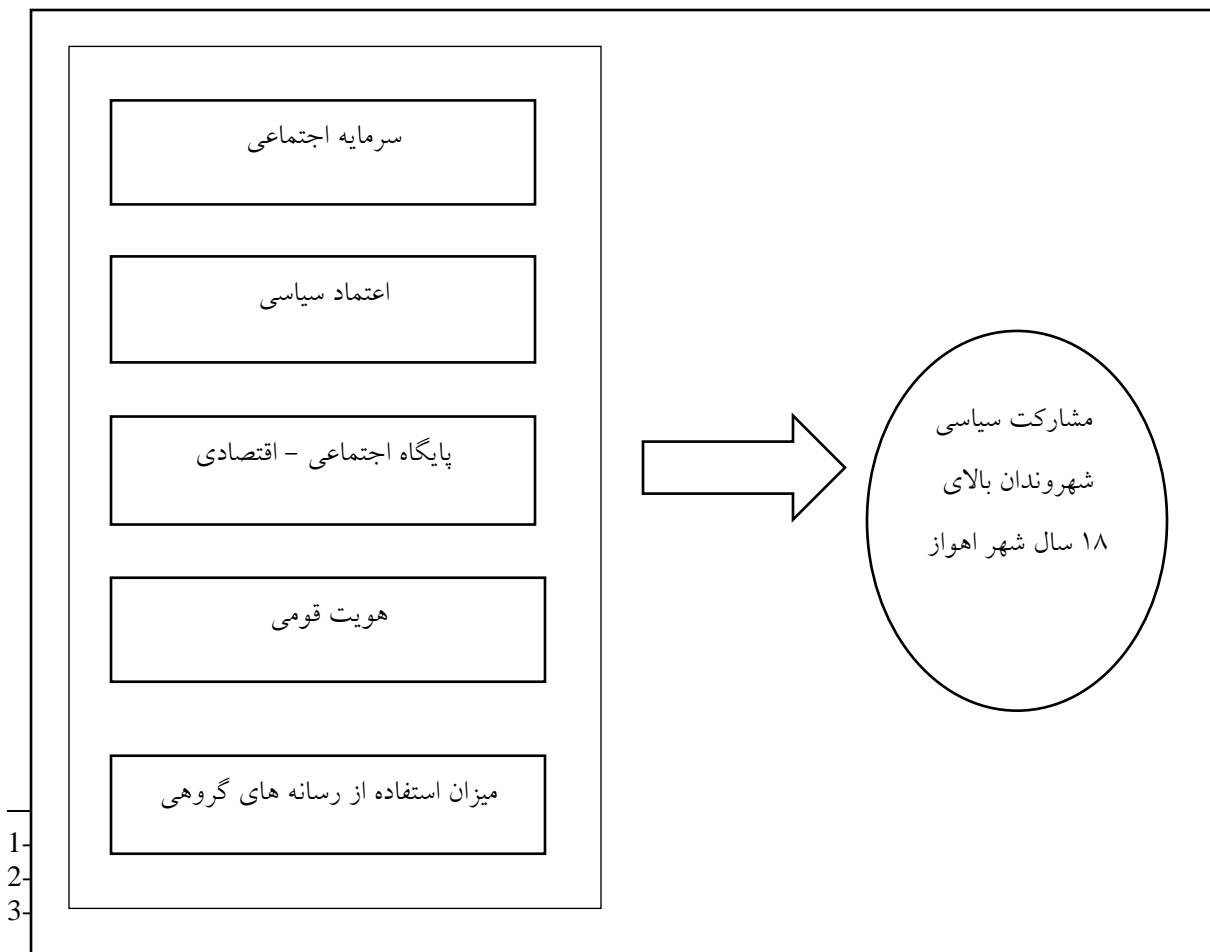 سرمایه اجتماعی
اعتماد سیاسی
پایگاه اجتماعی – اقتصادی
هویت قومی
میزان استفاده از رسانه های گروهی
مشارکت سیاسی
شهروندان بالای
۱۸ سال شهر اهواز
1-
2-
3-